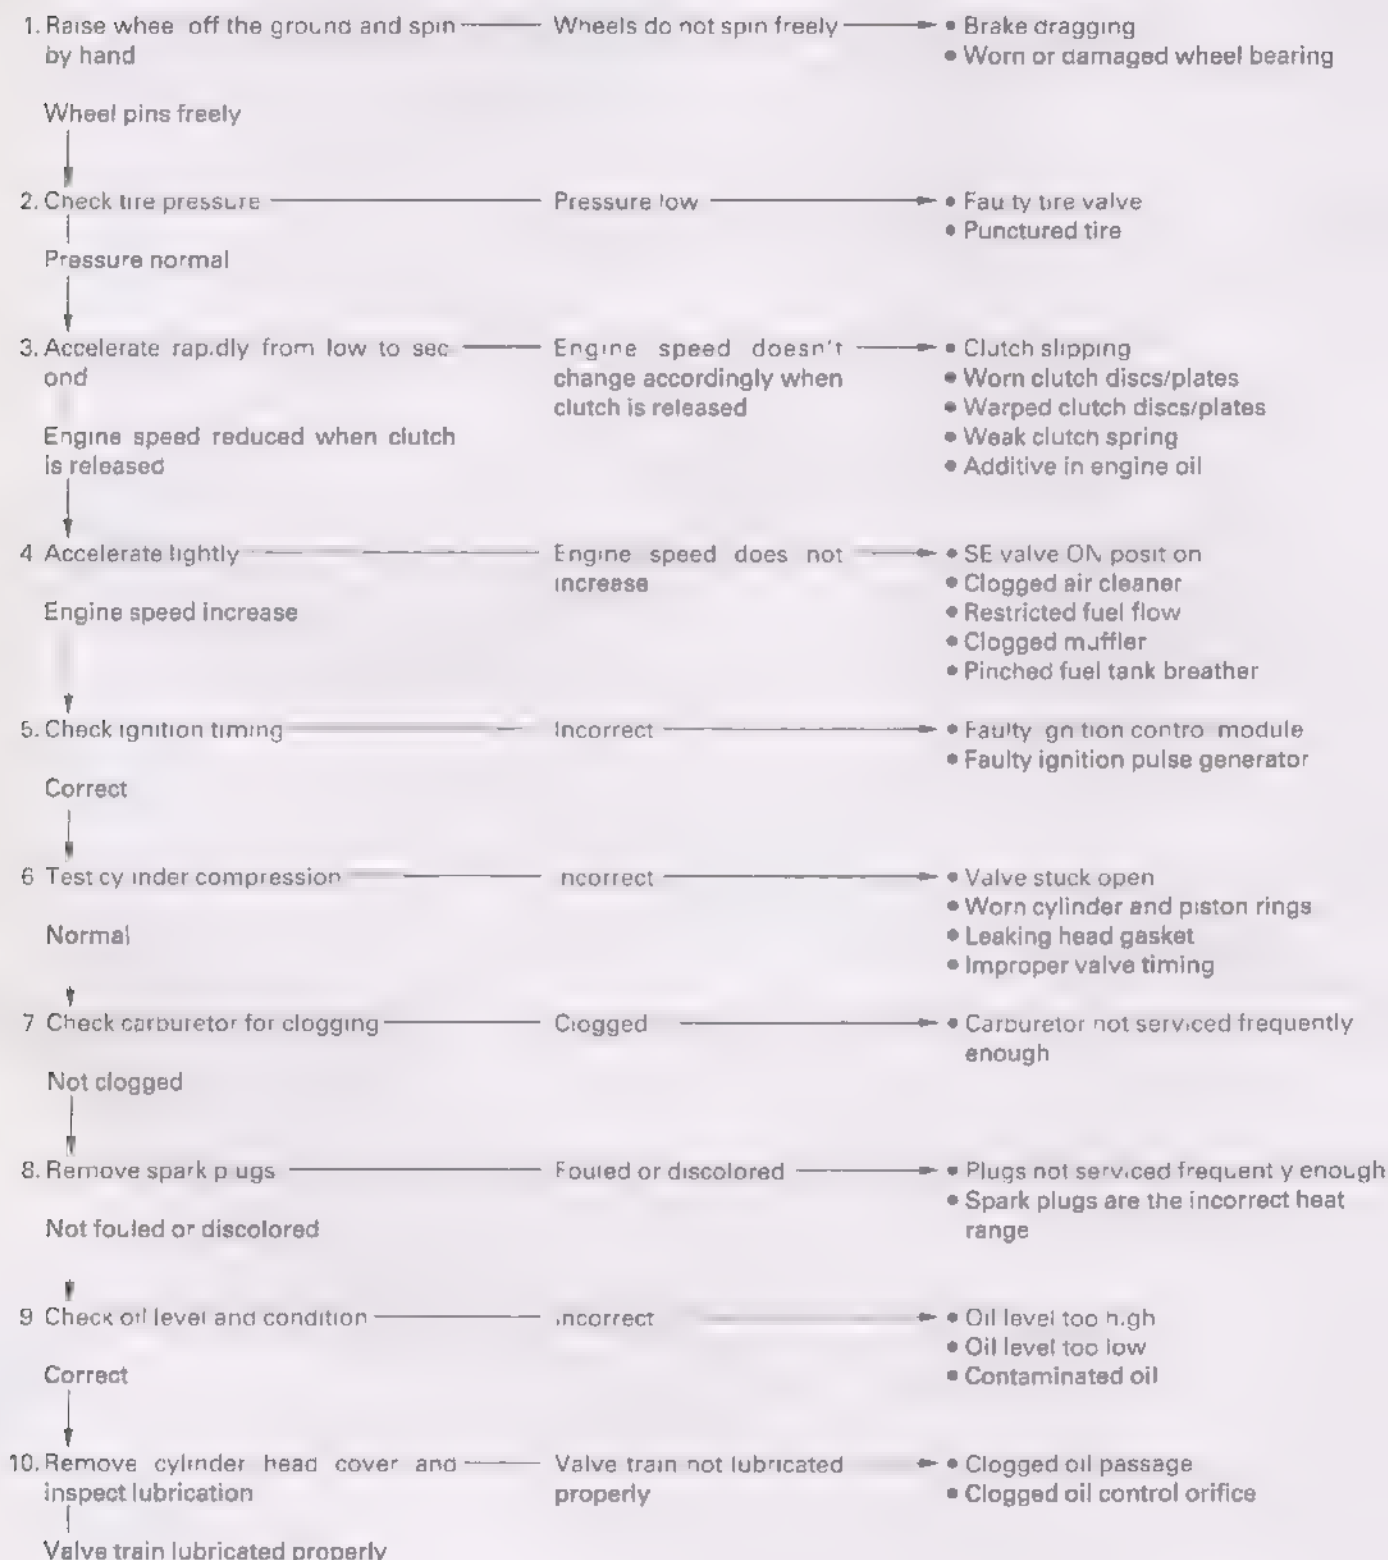 1. Raise whee off the ground and spin by hand
Wheels do not spin freely
• Brake dragging
• Worn or damaged wheel bearing
Wheel pins freely
2. Check tire pressure
Pressure low
• Fau ty tire valve
• Punctured tire
Pressure normal
3. Accelerate rapidly from low to sec-
ond
Engine speed doesn't
change accordingly when
clutch is released
• Clutch slipping
• Worn clutch discs/plates
• Warped clutch discs/plates
• Weak clutch spring
• Additive in engine oil
Engine speed reduced when clutch
is released
4 Accelerate lightly
Engine speed does not
increase
• SE valve ON posit on
• Clogged air cleaner
• Restricted fuel flow
• Clogged muffler
• Pinched fuel tank breather
Engine speed increase
5. Check ignition timing
Incorrect
• Faulty gn tion contro module
• Faulty ignition pulse generator
Correct
6 Test cy inder compression
ncorrect
• Valve stuck open
• Worn cylinder and piston rings
• Leaking head gasket
• Improper valve timing
Normal
7 Check carburetor for clogging
Clogged
• Carburetor not serviced frequently
enough
Not clogged
8. Remove spark p ugs
Fouled or discolored
• Plugs not serviced frequent y enough
• Spark plugs are the incorrect heat
range
Not fouled or discolored
9 Check oil level and condition
incorrect
• Oil level too high
• Oil level too low
• Contaminated oil
Correct
10. Remove cylinder head cover and
inspect lubrication
Valve train not lubricated
properly
• Clogged oil passage
• Clogged oil control orifice
Valve train lubricated properly